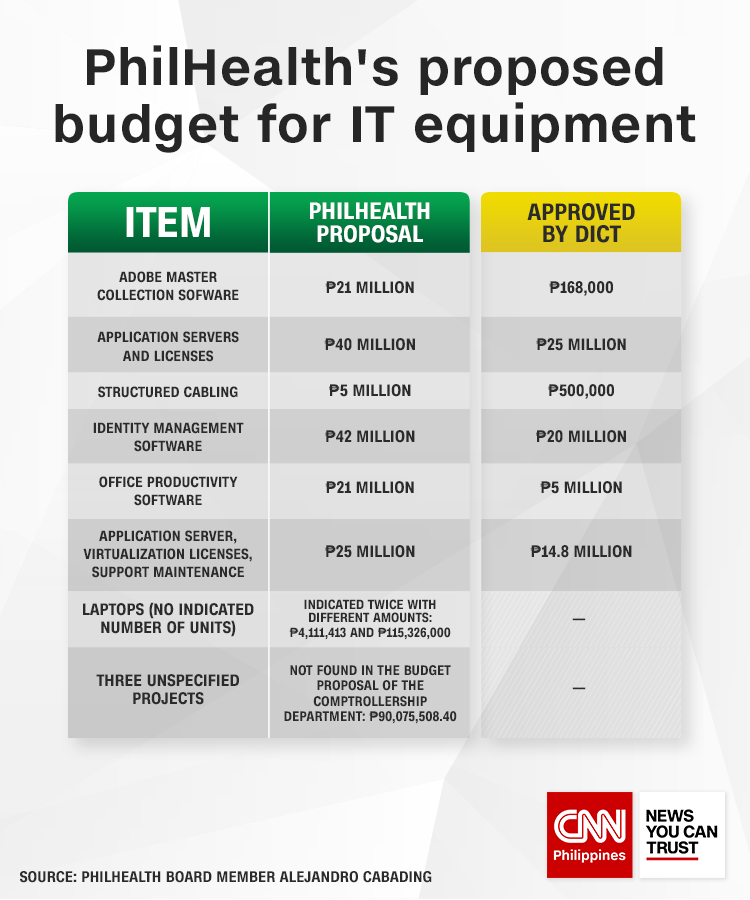 PhilHealth's proposed
budget for IT equipment
ITEM
PHILHEALTH
PROPOSAL
APPROVED
BY DICT
ADOBE MASTER
COLLECTION SOFWARE
₱21 MILLION
₱168,000
APPLICATION SERVERS
AND LICENSES
₱40 MILLION
₱25 MILLION
STRUCTURED CABLING
₱5 MILLION
₱500,000
IDENTITY MANAGEMENT
SOFTWARE
₱42 MILLION
₱20 MILLION
OFFICE PRODUCTIVITY
SOFTWARE
₱21 MILLION
₱5 MILLION
APPLICATION SERVER,
VIRTUALIZATION LICENSES,
SUPPORT MAINTENANCE
₱25 MILLION
₱14.8 MILLION
LAPTOPS (NO INDICATED
NUMBER OF UNITS)
INDICATED TWICE WITH
DIFFERENT AMOUNTS:
₱4,111,413 AND ₱115,326,000
—
THREE UNSPECIFIED
PROJECTS
NOT FOUND IN THE BUDGET
PROPOSAL OF THE
COMPTROLLERSHIP
DEPARTMENT: ₱90,075,508.40
—
CNN
Philippines
NEWS
YOU CAN
TRUST
SOURCE: PHILHEALTH BOARD MEMBER ALEJANDRO CABADING